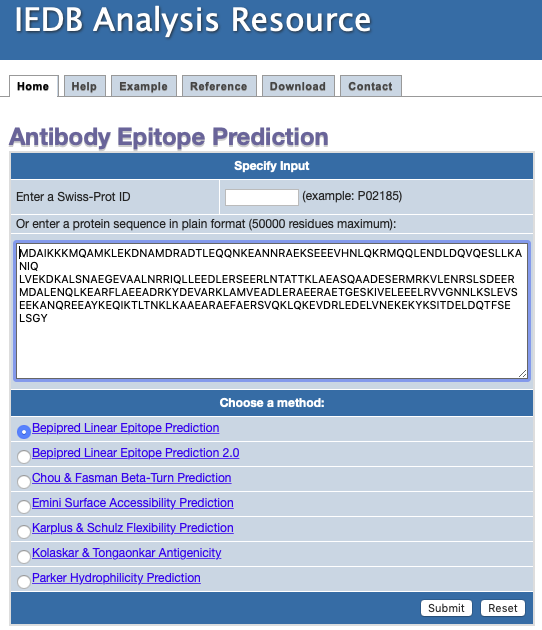 IEDB Analysis Resource
Home Help Example Reference Download Contact
Antibody Epitope Prediction
Specify Input
Enter a Swiss-Prot ID (example: P02185)
Or enter a protein sequence in plain format (50000 residues maximum):
MDAIKKKMQAMKLEKDNAMDRADTLEQQNKEANNRAEKSEEEVHNLQKRMQQLENDLDQVQESLLKA
NIQ
LVEKDKALSNAEGEVAALNRRIQLLEEDLERSEERLNTATTKLAEASQAADESERMRKVLENRSLSDEER
MDALENQLKEARFLAEEADRKYDEVARKLAMVEADLERAEERAETGESKIVELEEELRVVGNNLKSLEVS
EEKANQREEAYKEQIKTLTNKLKAAEARAEFAERSVQKLQKEVDRLEDELVNEKEKYKSITDELDQTFSE
LSGY
Choose a method:
Bepipred Linear Epitope Prediction
Bepipred Linear Epitope Prediction 2.0
Chou & Fasman Beta-Turn Prediction
Emini Surface Accessibility Prediction
Karplus & Schulz Flexibility Prediction
Kolaskar & Tongaonkar Antigenicity
Parker Hydrophilicity Prediction
Submit Reset